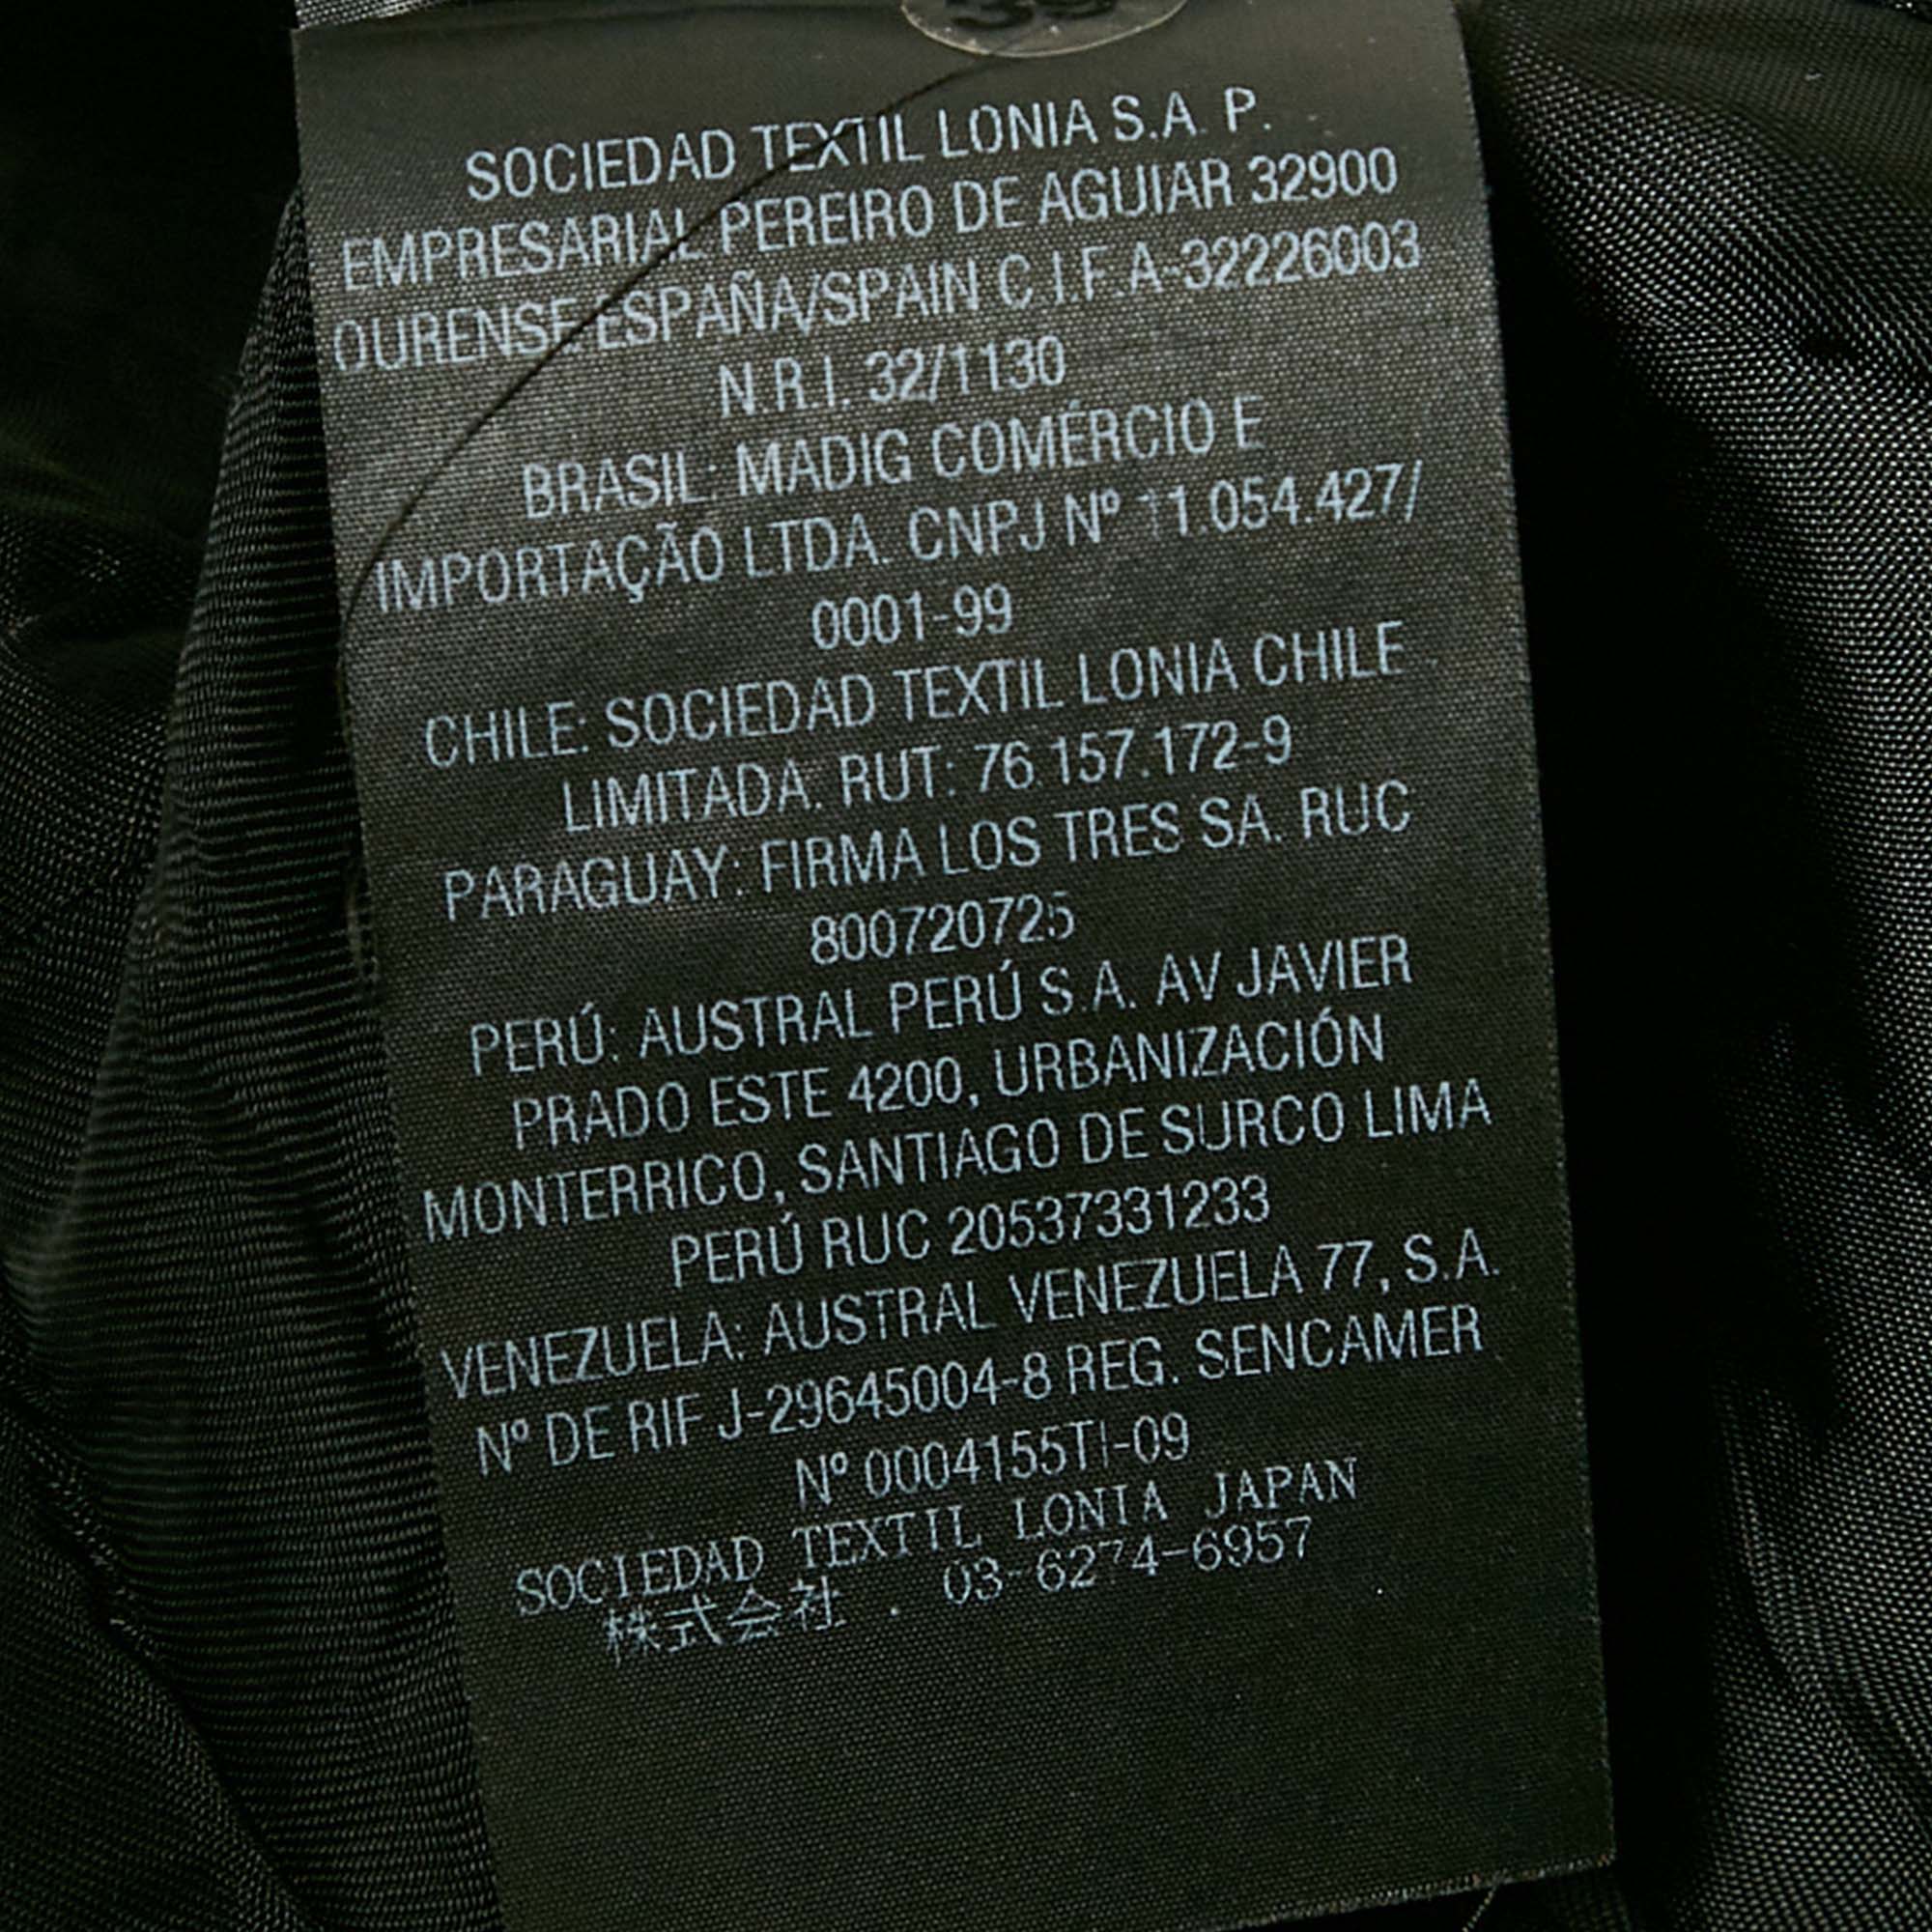 SOCIEDAD TEXTIL LONIA S.A. P.
EMPRESARIAL PEREIRO DE AGUIAR 32900
OURENSE ESPAÑA/SPAIN C.I.F.A-32226003
N.R.I. 32/1130
BRASIL: MADIG COMÉRCIO E
IMPORTAÇÃO LTDA. CNPJ Nº 11.054.427/
0001-99
CHILE: SOCIEDAD TEXTIL LONIA CHILE
LIMITADA. RUT: 76.157.172-9
PARAGUAY: FIRMA LOS TRES SA. RUC
800720725
PERÚ: AUSTRAL PERÚ S.A. AV JAVIER
PRADO ESTE 4200, URBANIZACIÓN
MONTERRICO, SANTIAGO DE SURCO LIMA
PERÚ RUC 20537331233
VENEZUELA: AUSTRAL VENEZUELA 77, S.A.
Nº DE RIF J-29645004-8 REG. SENCAMER
Nº 0004155TI-09
SOCIEDAD TEXTIL LONIA JAPAN
株式会社 . 03-6274-6957